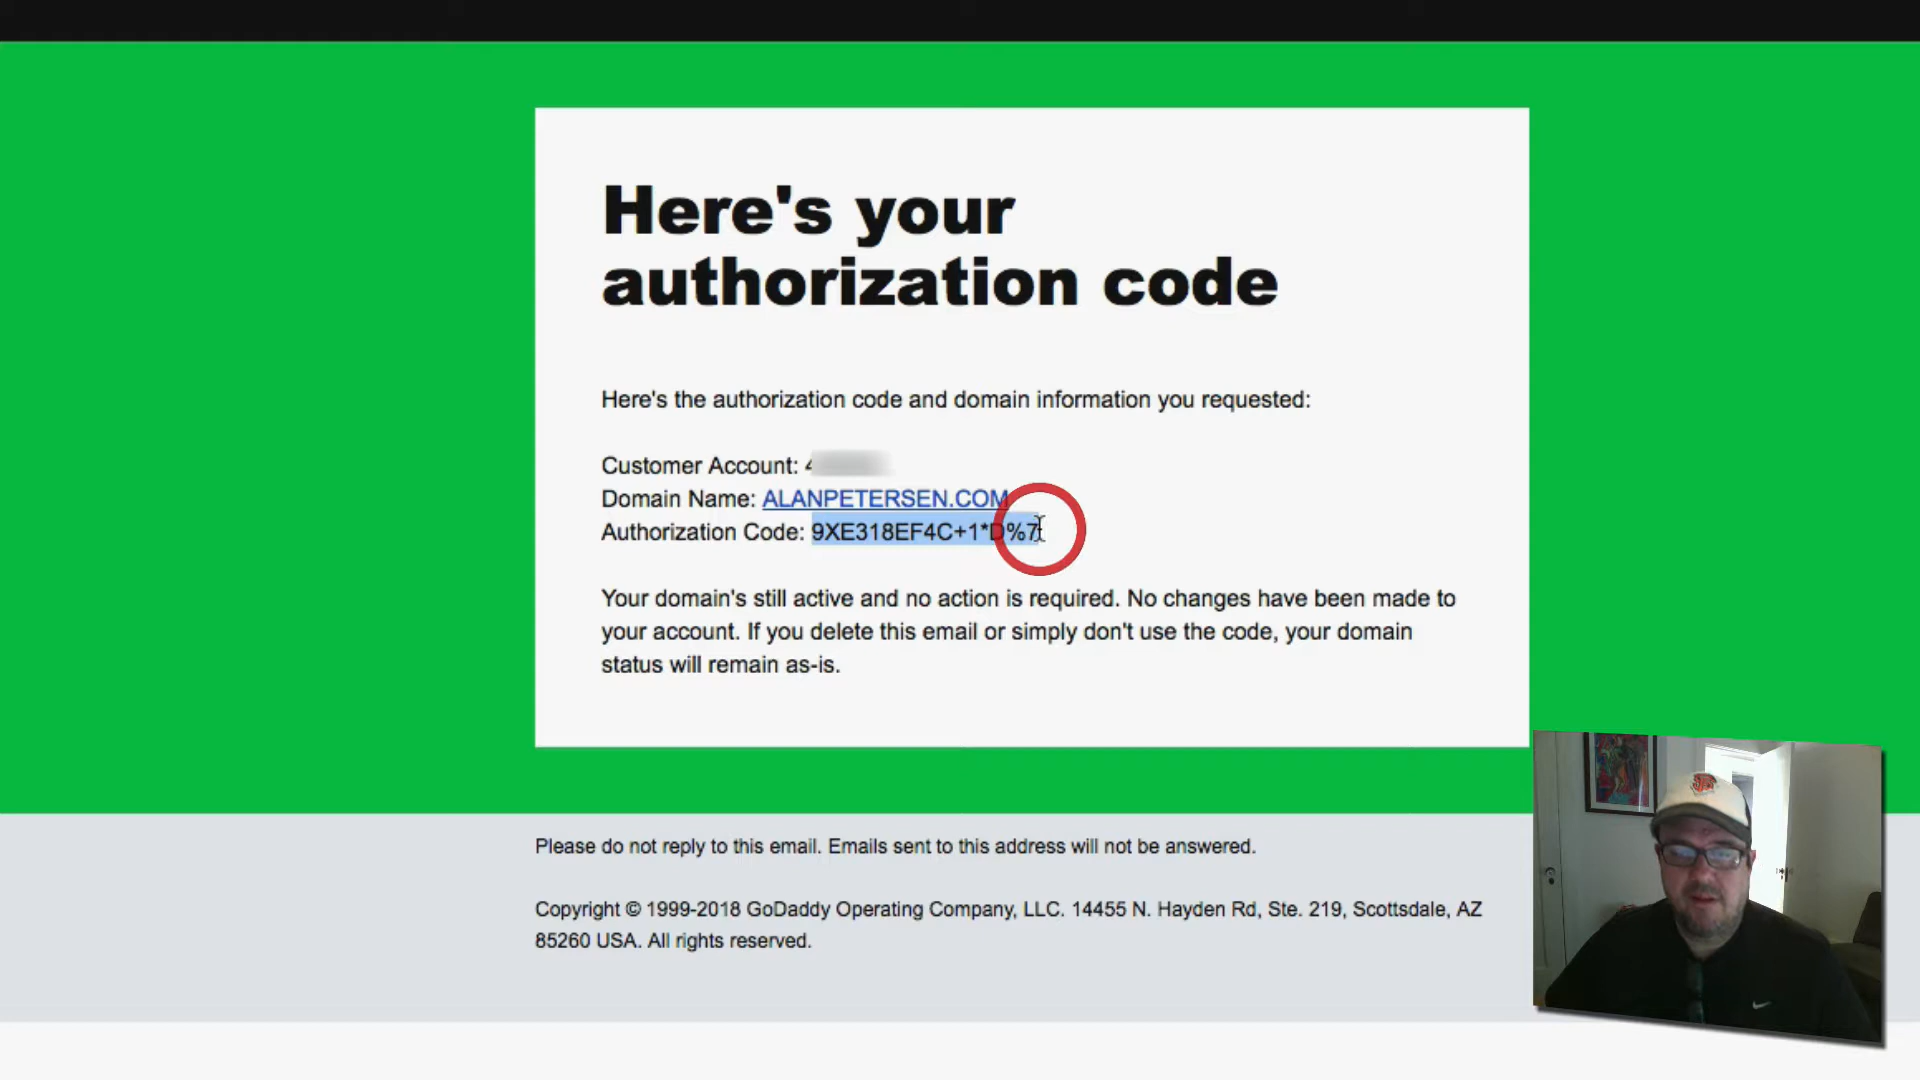 Here's your
authorization code
Here's the authorization code and domain information you requested:
Customer Account: 4
Domain Name: ALANPETERSEN.COM
Authorization Code: 9XE318EF4C+1*D%7
Your domain's still active and no action is required. No changes have been made to
your account. If you delete this email or simply don't use the code, your domain
status will remain as-is.
Please do not reply to this email. Emails sent to this address will not be answered.
Copyright © 1999-2018 GoDaddy Operating Company, LLC. 14455 N. Hayden Rd, Ste. 219, Scottsdale, AZ
85260 USA. All rights reserved.